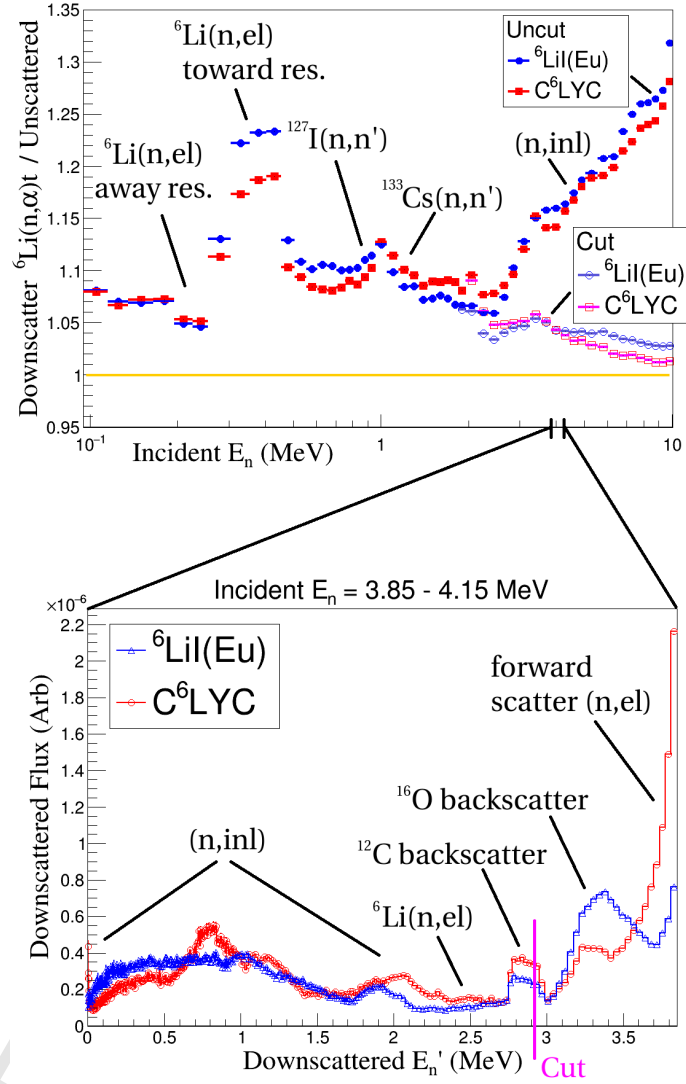 Downscatter ⁶Li(n,α)t / Unscattered
1.35
1.3
1.25
1.2
1.15
1.1
1.05
1
0.95
⁶Li(n,el)
toward res.
⁶Li(n,el)
away res.
¹²⁷I(n,n')
¹³³Cs(n,n')
(n,inl)
Uncut
⁶LiI(Eu)
C⁶LYC
Cut
⁶LiI(Eu)
C⁶LYC
10⁻¹
1
10
Incident Eₙ (MeV)
Incident Eₙ = 3.85 - 4.15 MeV
×10⁻⁶
Downscattered Flux (Arb)
2.2
2
1.8
1.6
1.4
1.2
1
0.8
0.6
0.4
0.2
0
⁶LiI(Eu)
C⁶LYC
forward
scatter (n,el)
¹⁶O backscatter
¹²C backscatter
(n,inl)
⁶Li(n,el)
0 0.5 1 1.5 2 2.5 3 3.5
Downscattered Eₙ' (MeV)
Cut